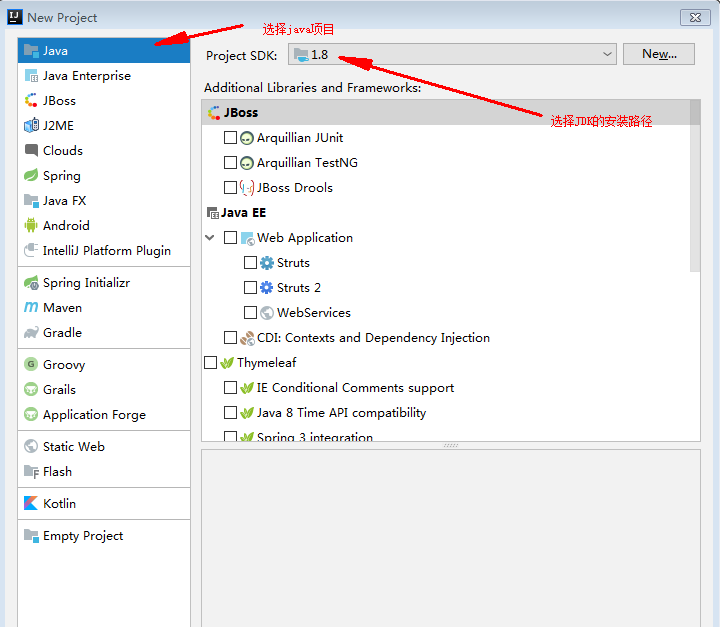 New Project
选择java项目
Java
Java Enterprise
JBoss
J2ME
Clouds
Spring
Java FX
Android
IntelliJ Platform Plugin
Spring Initializr
Maven
Gradle
Groovy
Grails
Application Forge
Static Web
Flash
Kotlin
Empty Project
Project SDK: 1.8 New...
Additional Libraries and Frameworks:
选择JDK的安装路径
JBoss
Arquillian JUnit
Arquillian TestNG
JBoss Drools
Java EE
Web Application
Struts
Struts 2
WebServices
CDI: Contexts and Dependency Injection
Thymeleaf
IE Conditional Comments support
Java 8 Time API compatibility
Spring 3 integration